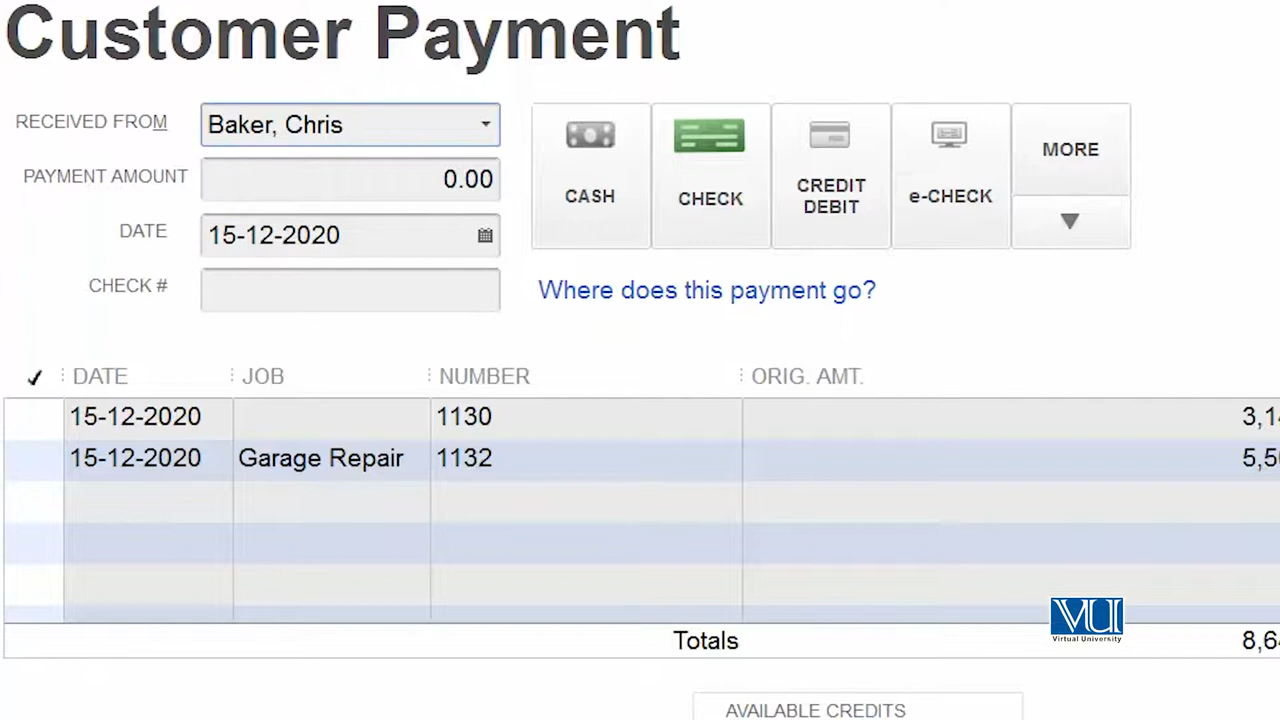 Customer Payment
RECEIVED FROM Baker, Chris
PAYMENT AMOUNT 0.00
DATE 15-12-2020
CHECK #
CASH
CHECK
CREDIT
DEBIT
e-CHECK
MORE
Where does this payment go?
DATE JOB NUMBER ORIG. AMT.
15-12-2020 1130
15-12-2020 Garage Repair 1132
Totals
VU
Virtual University
AVAILABLE CREDITS